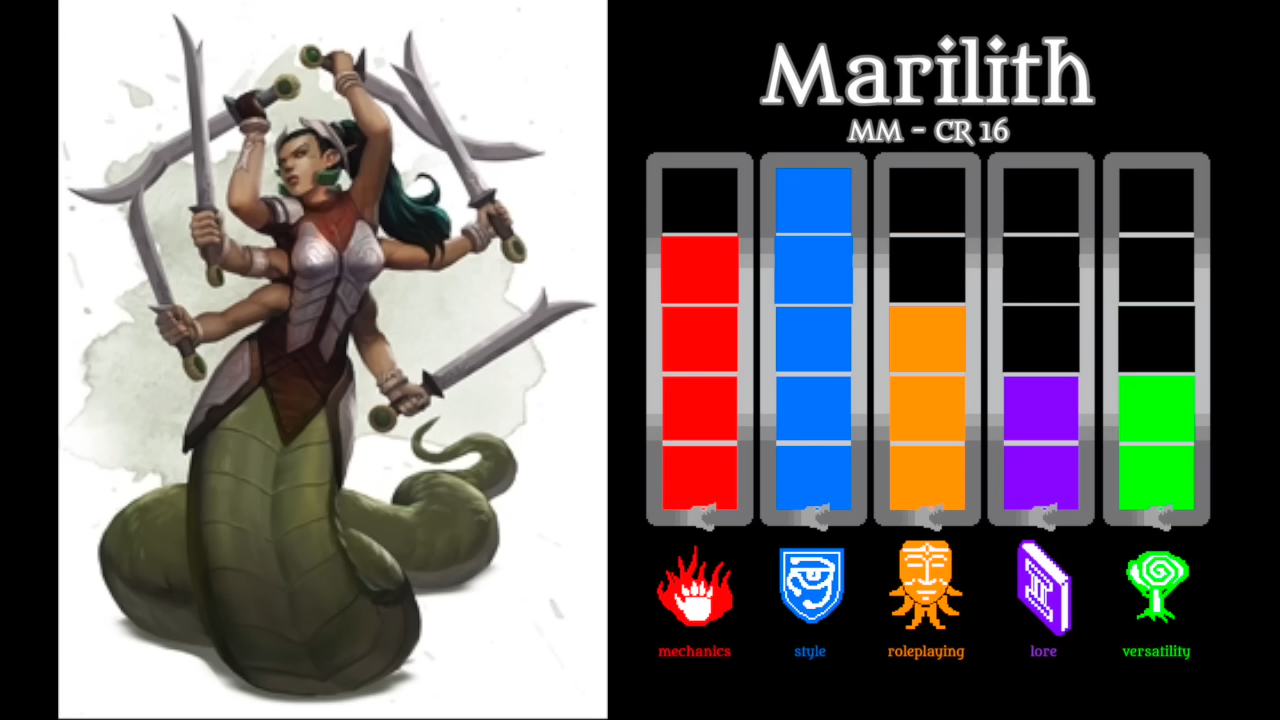 Marilith
MM - CR 16
mechanics
style
roleplaying
lore
versatility